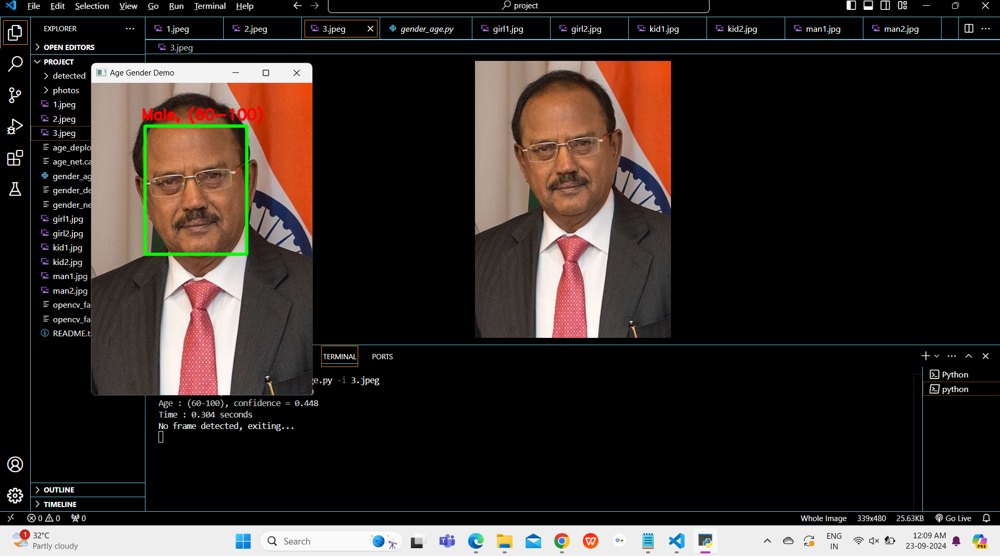 File Edit Selection View Go Run Terminal Help
project
EXPLORER
1.jpeg 2.jpeg 3.jpeg gender_age.py girl1.jpg girl2.jpg kid1.jpg kid2.jpg man1.jpg man2.jpg
OPEN EDITORS
3.jpeg
PROJECT
detected
photos
1.jpeg
2.jpeg
3.jpeg
age_deplo
age_net.ca
gender_ag
gender_de
gender_ne
girl1.jpg
girl2.jpg
kid1.jpg
kid2.jpg
man1.jpg
man2.jpg
opencv_fa
opencv_fa
README.t
Age Gender Demo
Male, (60-100)
TERMINAL PORTS
ge.py -i 3.jpeg
Age : (60-100), confidence = 0.448
Time : 0.304 seconds
No frame detected, exiting...
Python
python
OUTLINE
TIMELINE
0 0 0
Whole Image 339x480 25.63KB Go Live
1
32°C
Partly cloudy
Search
W
PRE
ENG
IN
12:09 AM
23-09-2024